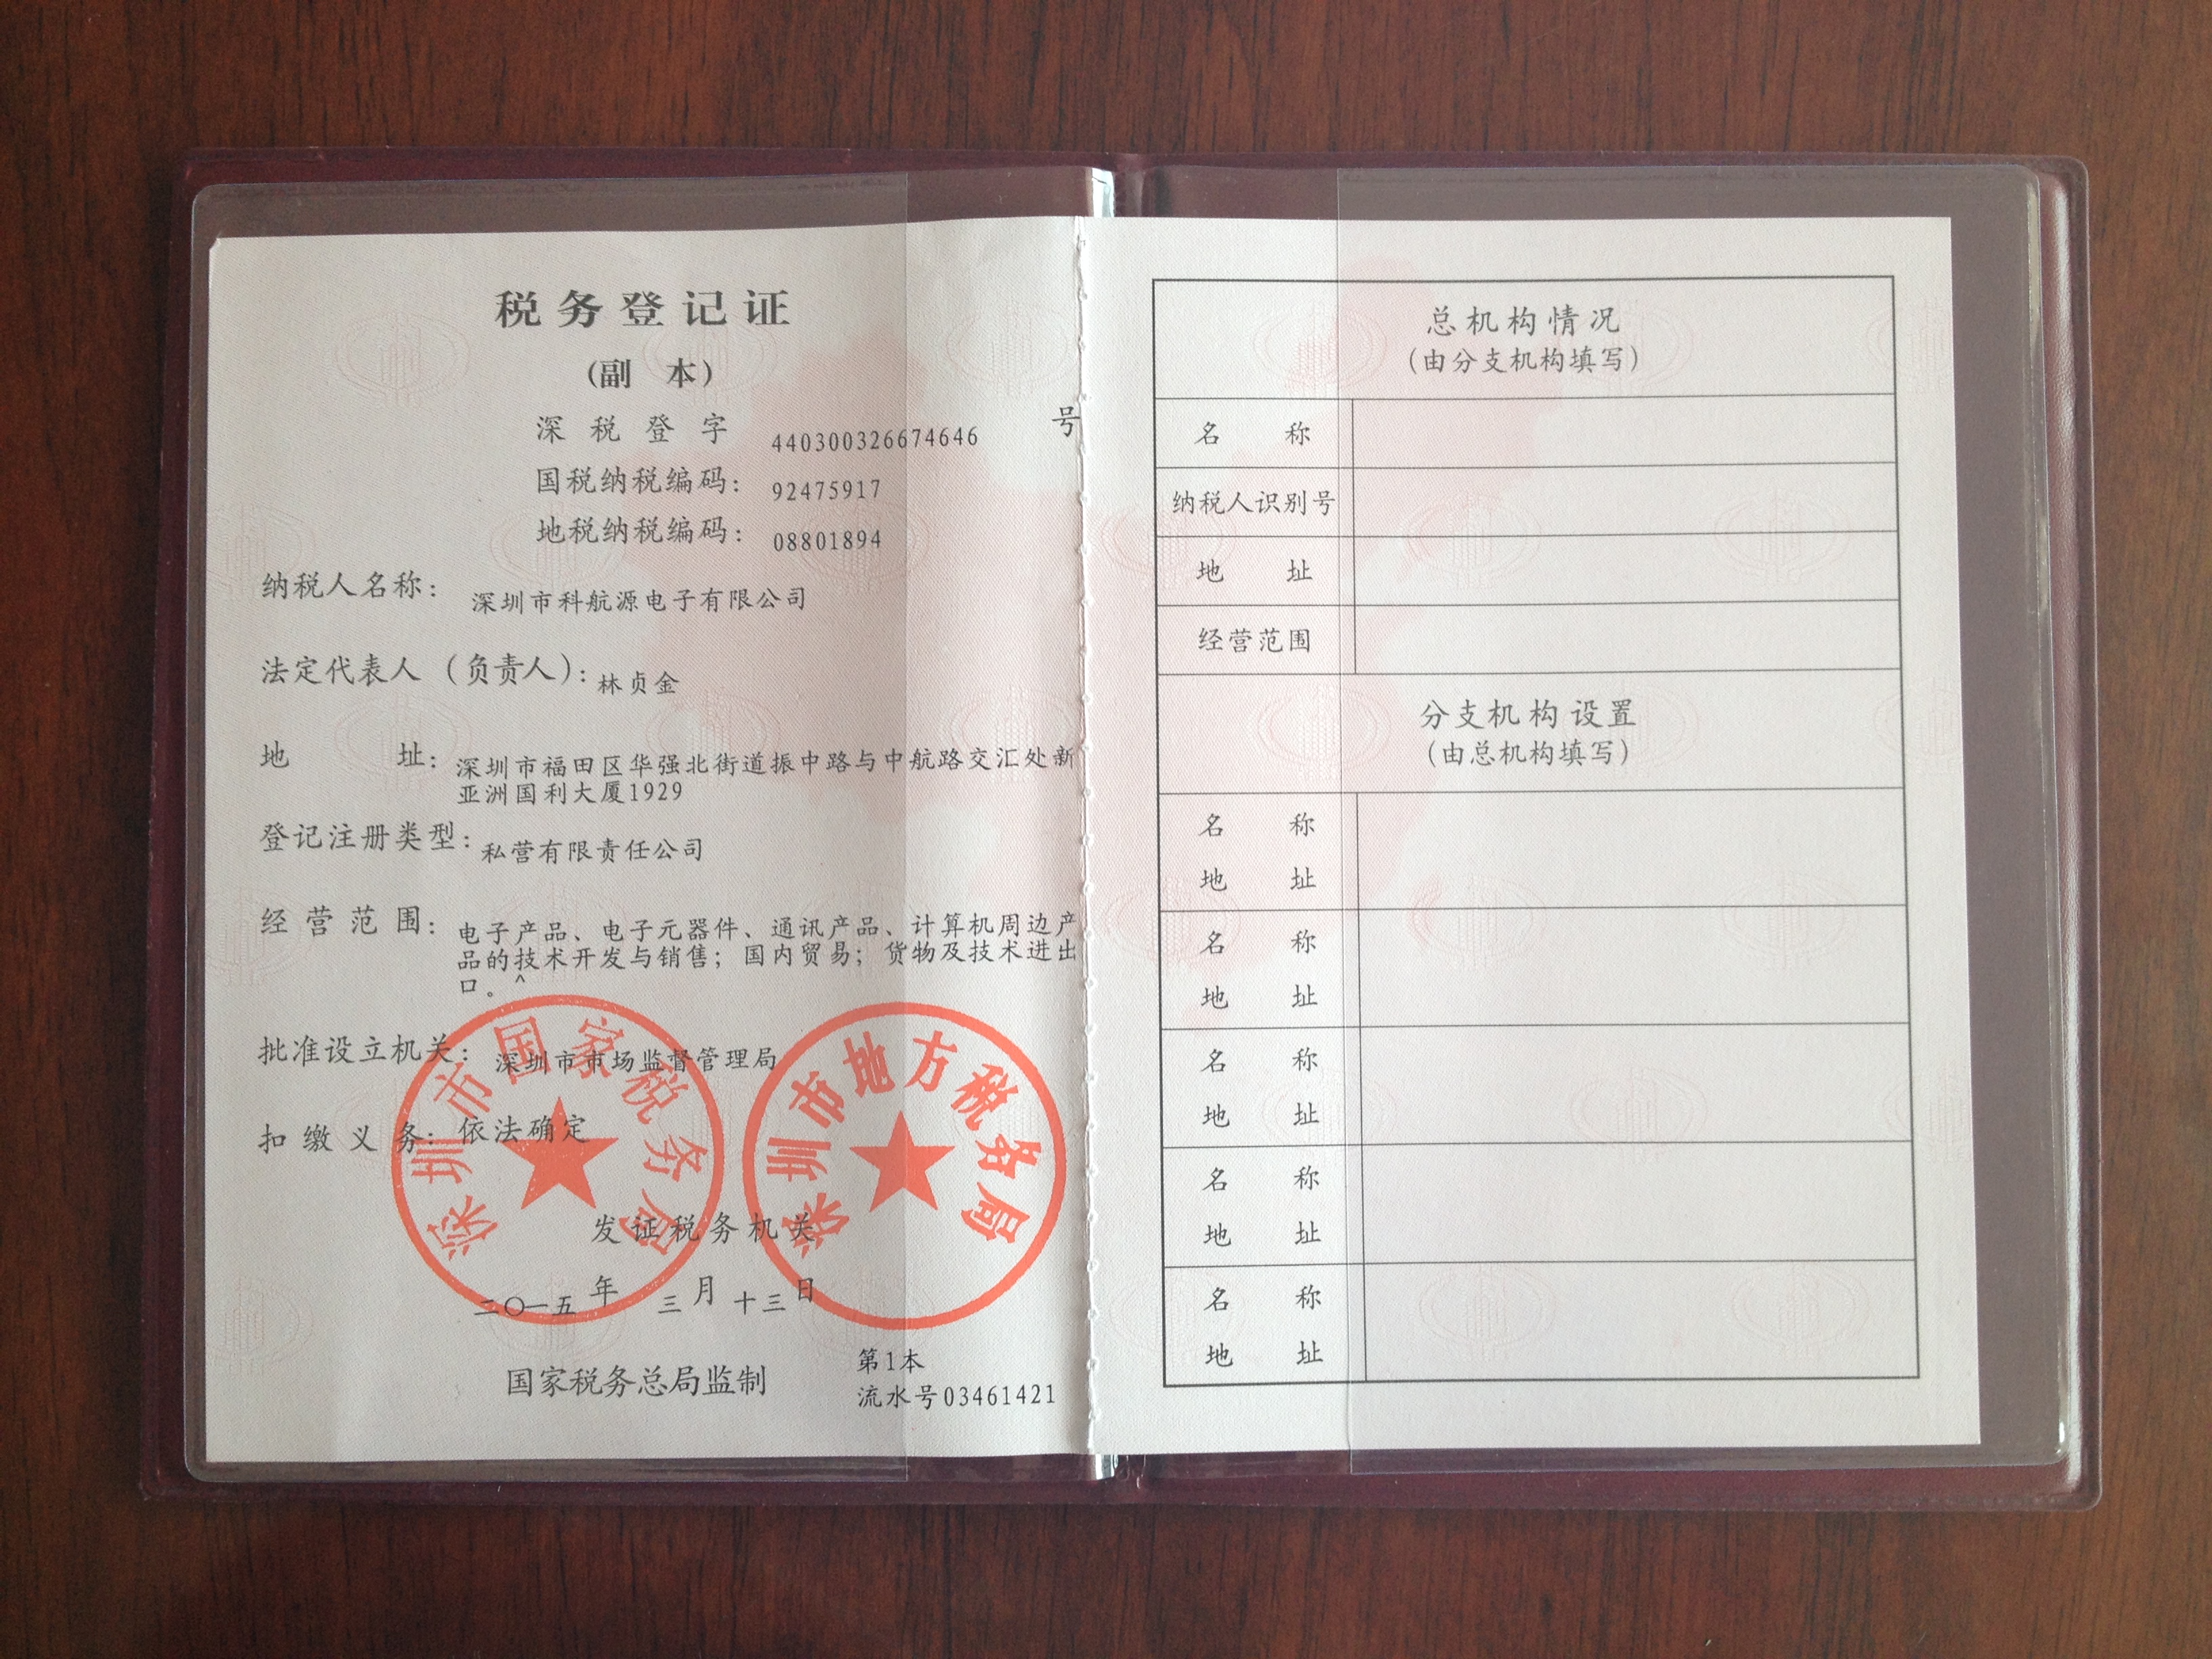 税务登记证
(副 本)
深税登字 440300326674646 号
国税纳税编码： 92475917
地税纳税编码： 08801894
纳税人名称： 深圳市科航源电子有限公司
法定代表人（负责人）：林贞金
地 址：深圳市福田区华强北街道振中路与中航路交汇处新
亚洲国利大厦1929
登记注册类型：私营有限责任公司
经营范围：电子产品、电子元器件、通讯产品、计算机周边产
品的技术开发与销售；国内贸易；货物及技术进出
口。^
批准设立机关： 深圳市市场监督管理局
扣缴义务：依法确定
深圳市国家税务局
深圳市地方税务局
发证税务机关
二〇一五 年 三 月 十三 日
国家税务总局监制
第1本
流水号03461421
总机构情况
(由分支机构填写)
名 称
纳税人识别号
地 址
经营范围
分支机构设置
(由总机构填写)
名 称
地 址
名 称
地 址
名 称
地 址
名 称
地 址
名 称
地 址